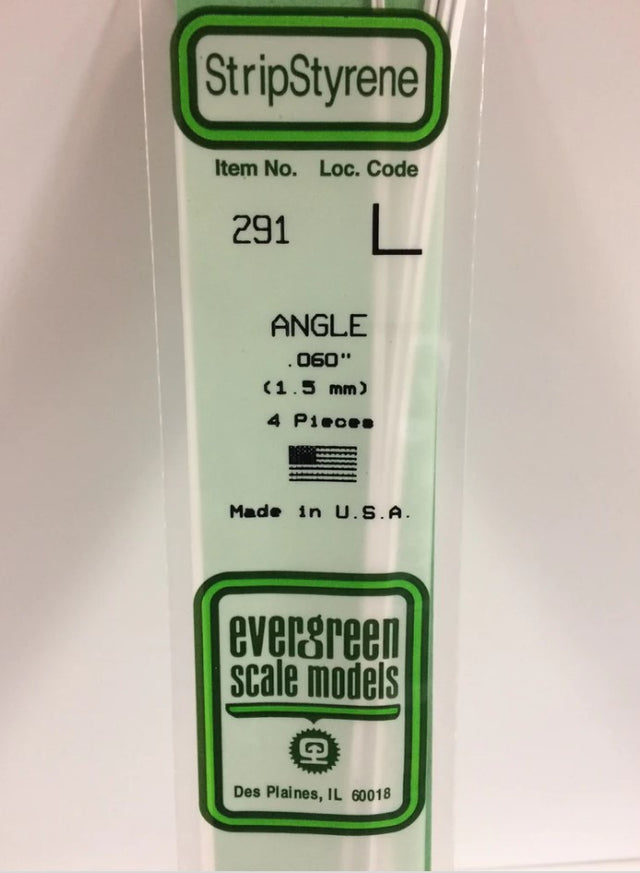 StripStyrene
Item No. Loc. Code
291 L
ANGLE
.060"
(1.5 mm)
4 Pieces
Made in U.S.A.
evergreen
scale models
Des Plaines, IL 60018